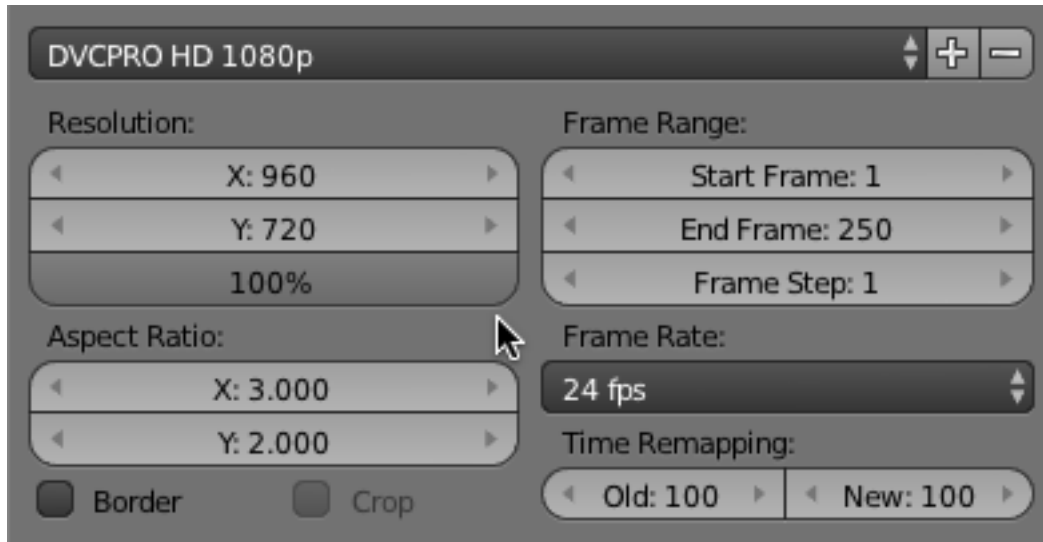 DVCPRO HD 1080p
Resolution:
X: 960
Y: 720
100%
Aspect Ratio:
X: 3.000
Y: 2.000
Border Crop
Frame Range:
Start Frame: 1
End Frame: 250
Frame Step: 1
Frame Rate:
24 fps
Time Remapping:
Old: 100 New: 100